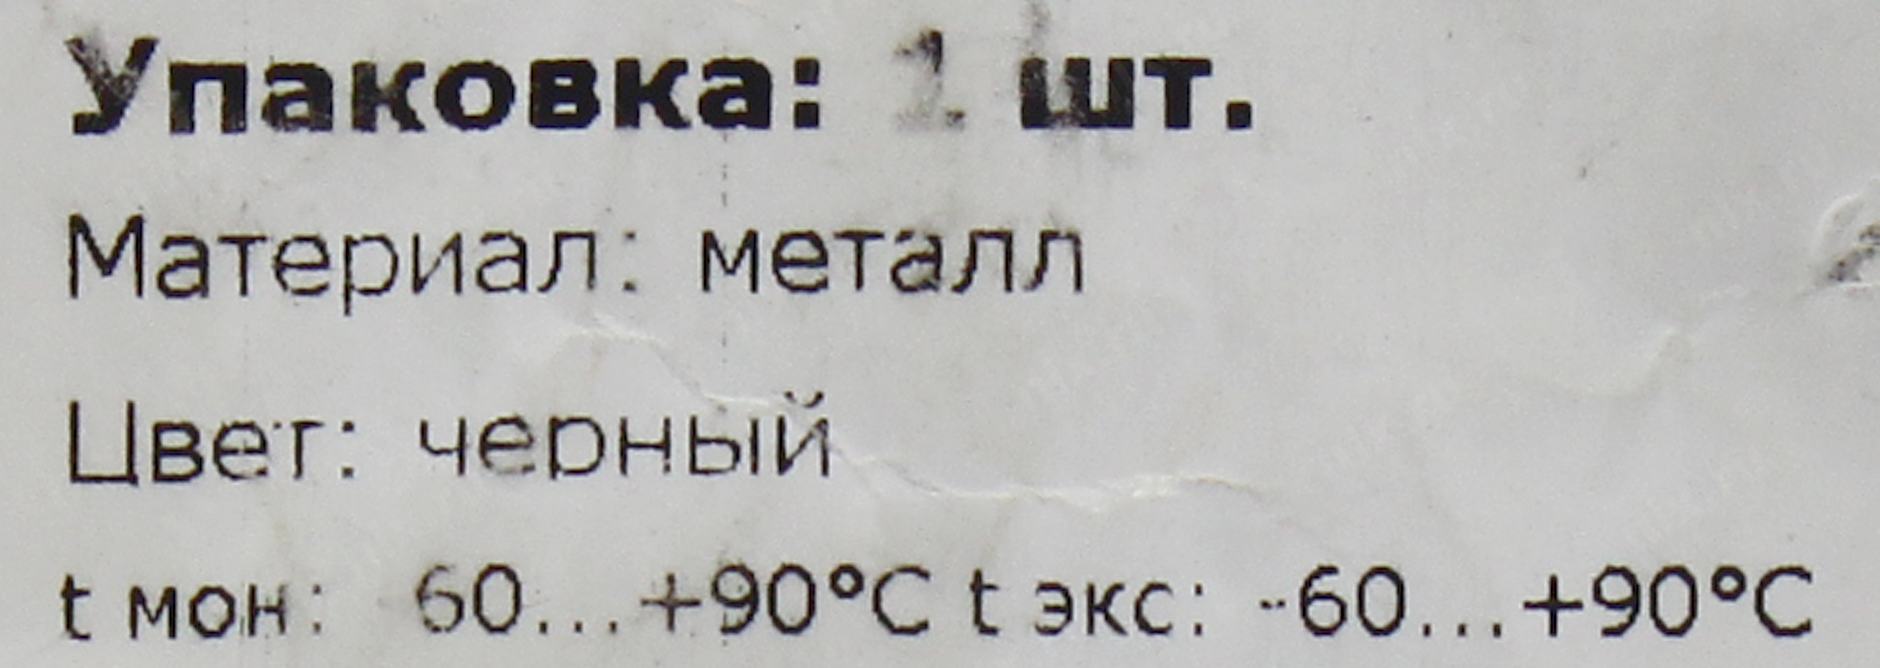 Упаковка: 1 шт.
Материал: металл
Цвет: черный
t мон: -60...+90°C t экс: -60...+90°C